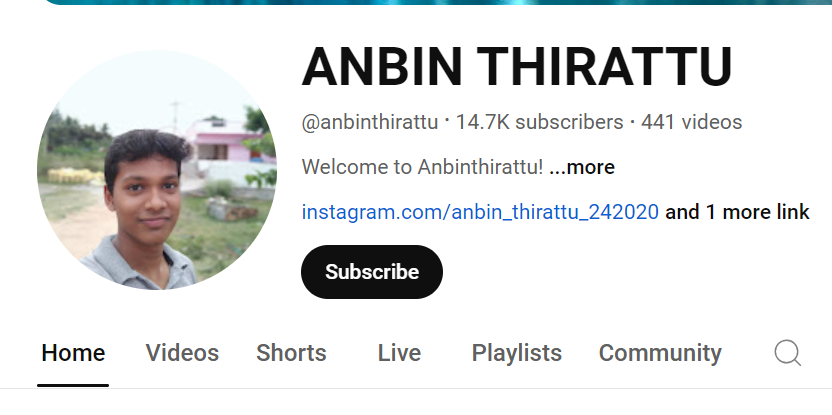 ANBIN THIRATTU
@anbinthirattu · 14.7K subscribers · 441 videos
Welcome to Anbinthirattu! ...more
instagram.com/anbin_thirattu_242020 and 1 more link
Subscribe
Home Videos Shorts Live Playlists Community